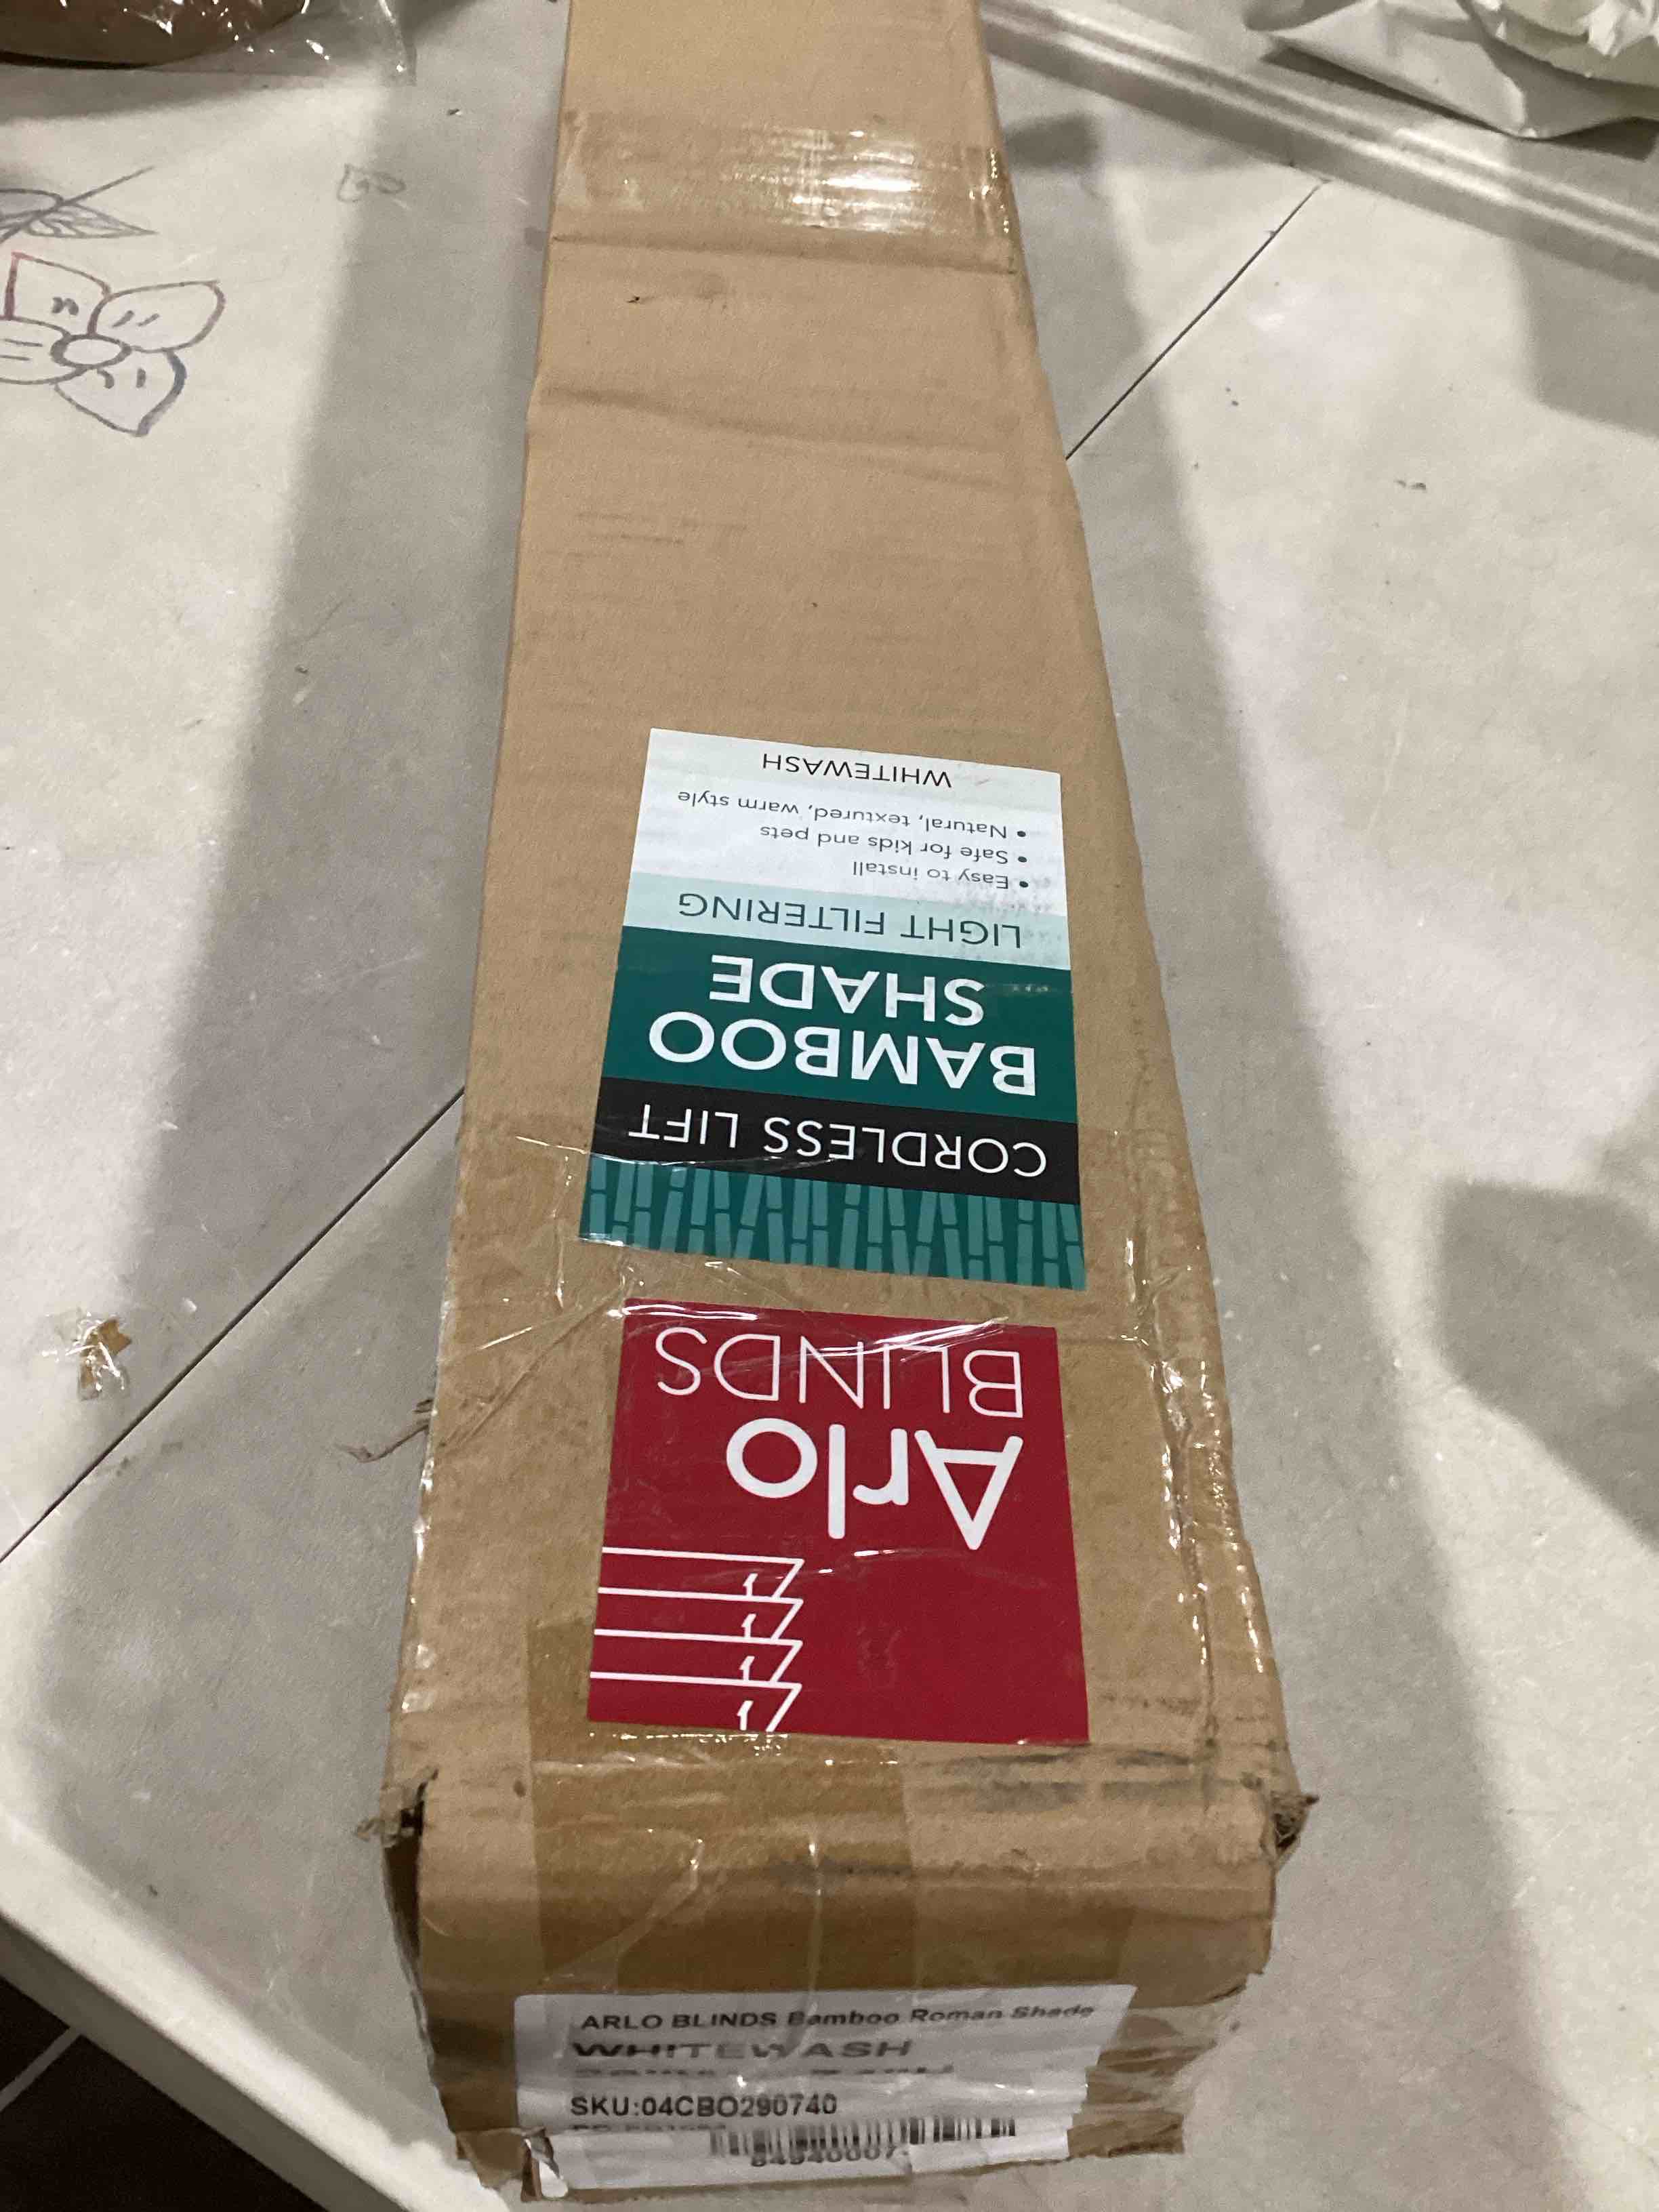 Arlo
BLINDS
CORDLESS LIFT
BAMBOO
SHADE
LIGHT FILTERING
• Easy to install
• Safe for kids and pets
• Natural, textured, warm style
WHITEWASH
ARLO BLINDS Bamboo Roman Shade
WHITEWASH
SKU:04CBO290740